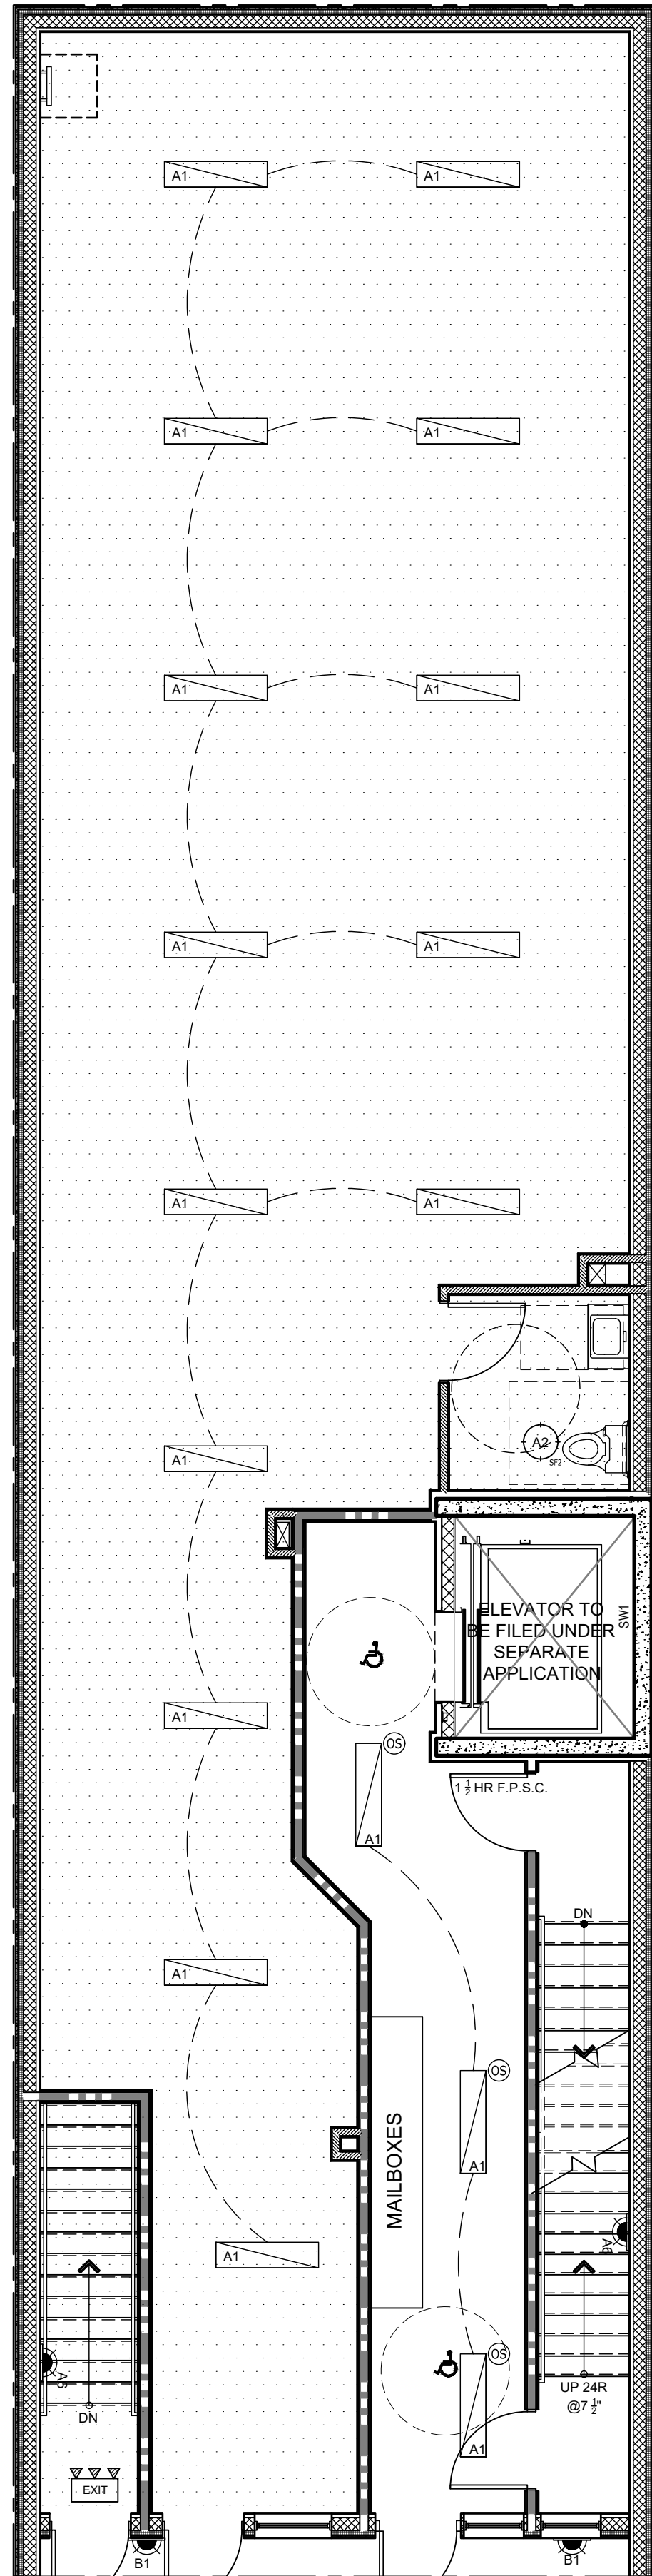 A1
A1
A1
A1
A1
A1
A1
A1
A1
A1
A1
A2
SF2
ELEVATOR TO
BE FILED UNDER
SEPARATE
APPLICATION
SW1
A1
OS
1 1/2 HR F.P.S.C.
A1
DN
A1
OS
A1
MAILBOXES
A6
A1
OS
A6
UP 24R
@7 1/2"
DN
A1
EXIT
B1
B1